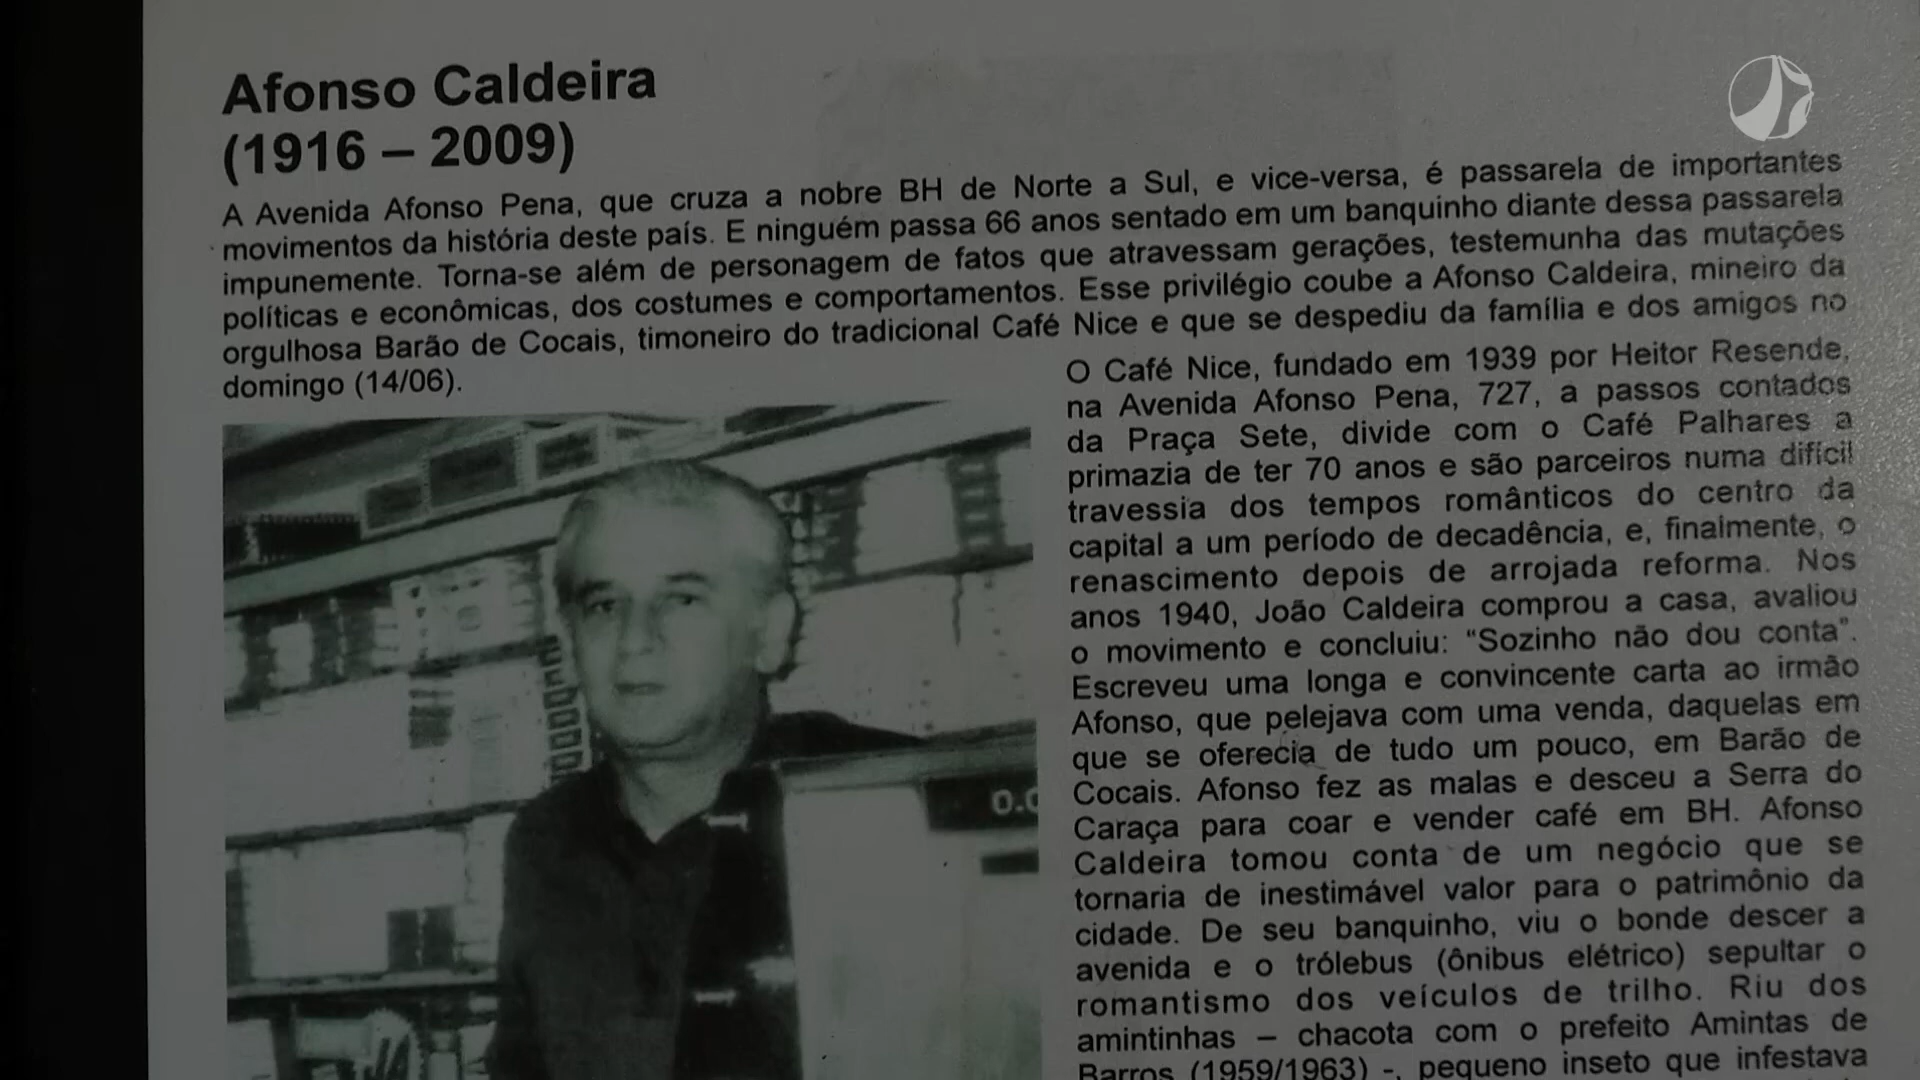 Afonso Caldeira
(1916 – 2009)
A Avenida Afonso Pena, que cruza a nobre BH de Norte a Sul, e vice-versa, é passarela de importantes
movimentos da história deste país. E ninguém passa 66 anos sentado em um banquinho diante dessa passarela
impunemente. Torna-se além de personagem de fatos que atravessam gerações, testemunha das mutações
políticas e econômicas, dos costumes e comportamentos. Esse privilégio coube a Afonso Caldeira, mineiro da
orgulhosa Barão de Cocais, timoneiro do tradicional Café Nice e que se despediu da família e dos amigos no
domingo (14/06).
O Café Nice, fundado em 1939 por Heitor Resende,
na Avenida Afonso Pena, 727, a passos contados
da Praça Sete, divide com o Café Palhares a
primazia de ter 70 anos e são parceiros numa difícil
travessia dos tempos românticos do centro da
capital a um período de decadência, e, finalmente, o
renascimento depois de arrojada reforma. Nos
anos 1940, João Caldeira comprou a casa, avaliou
o movimento e concluiu: “Sozinho não dou conta”.
Escreveu uma longa e convincente carta ao irmão
Afonso, que pelejava com uma venda, daquelas em
que se oferecia de tudo um pouco, em Barão de
Cocais. Afonso fez as malas e desceu a Serra do
Caraça para coar e vender café em BH. Afonso
Caldeira tomou conta de um negócio que se
tornaria de inestimável valor para o patrimônio da
cidade. De seu banquinho, viu o bonde descer a
avenida e o trólebus (ônibus elétrico) sepultar o
romantismo dos veículos de trilho. Riu dos
amintinhas – chacota com o prefeito Amintas de
Barros (1959/1963) -, pequeno inseto que infestava